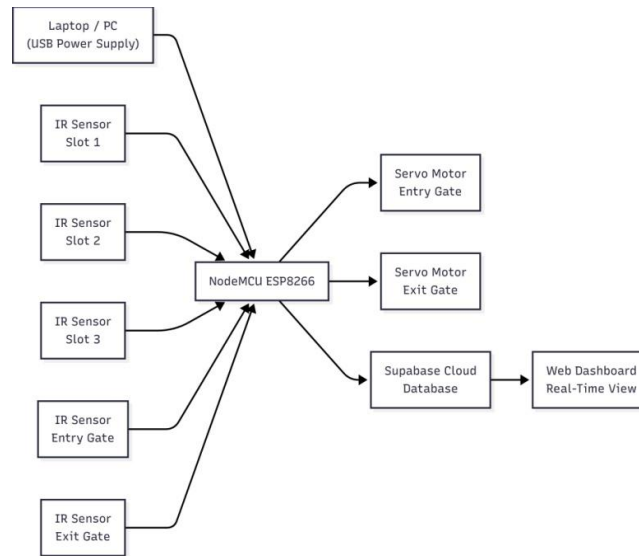 Laptop / PC
(USB Power Supply)
IR Sensor
Slot 1
IR Sensor
Slot 2
IR Sensor
Slot 3
IR Sensor
Entry Gate
IR Sensor
Exit Gate
NodeMCU ESP8266
Servo Motor
Entry Gate
Servo Motor
Exit Gate
Supabase Cloud
Database
Web Dashboard
Real-Time View